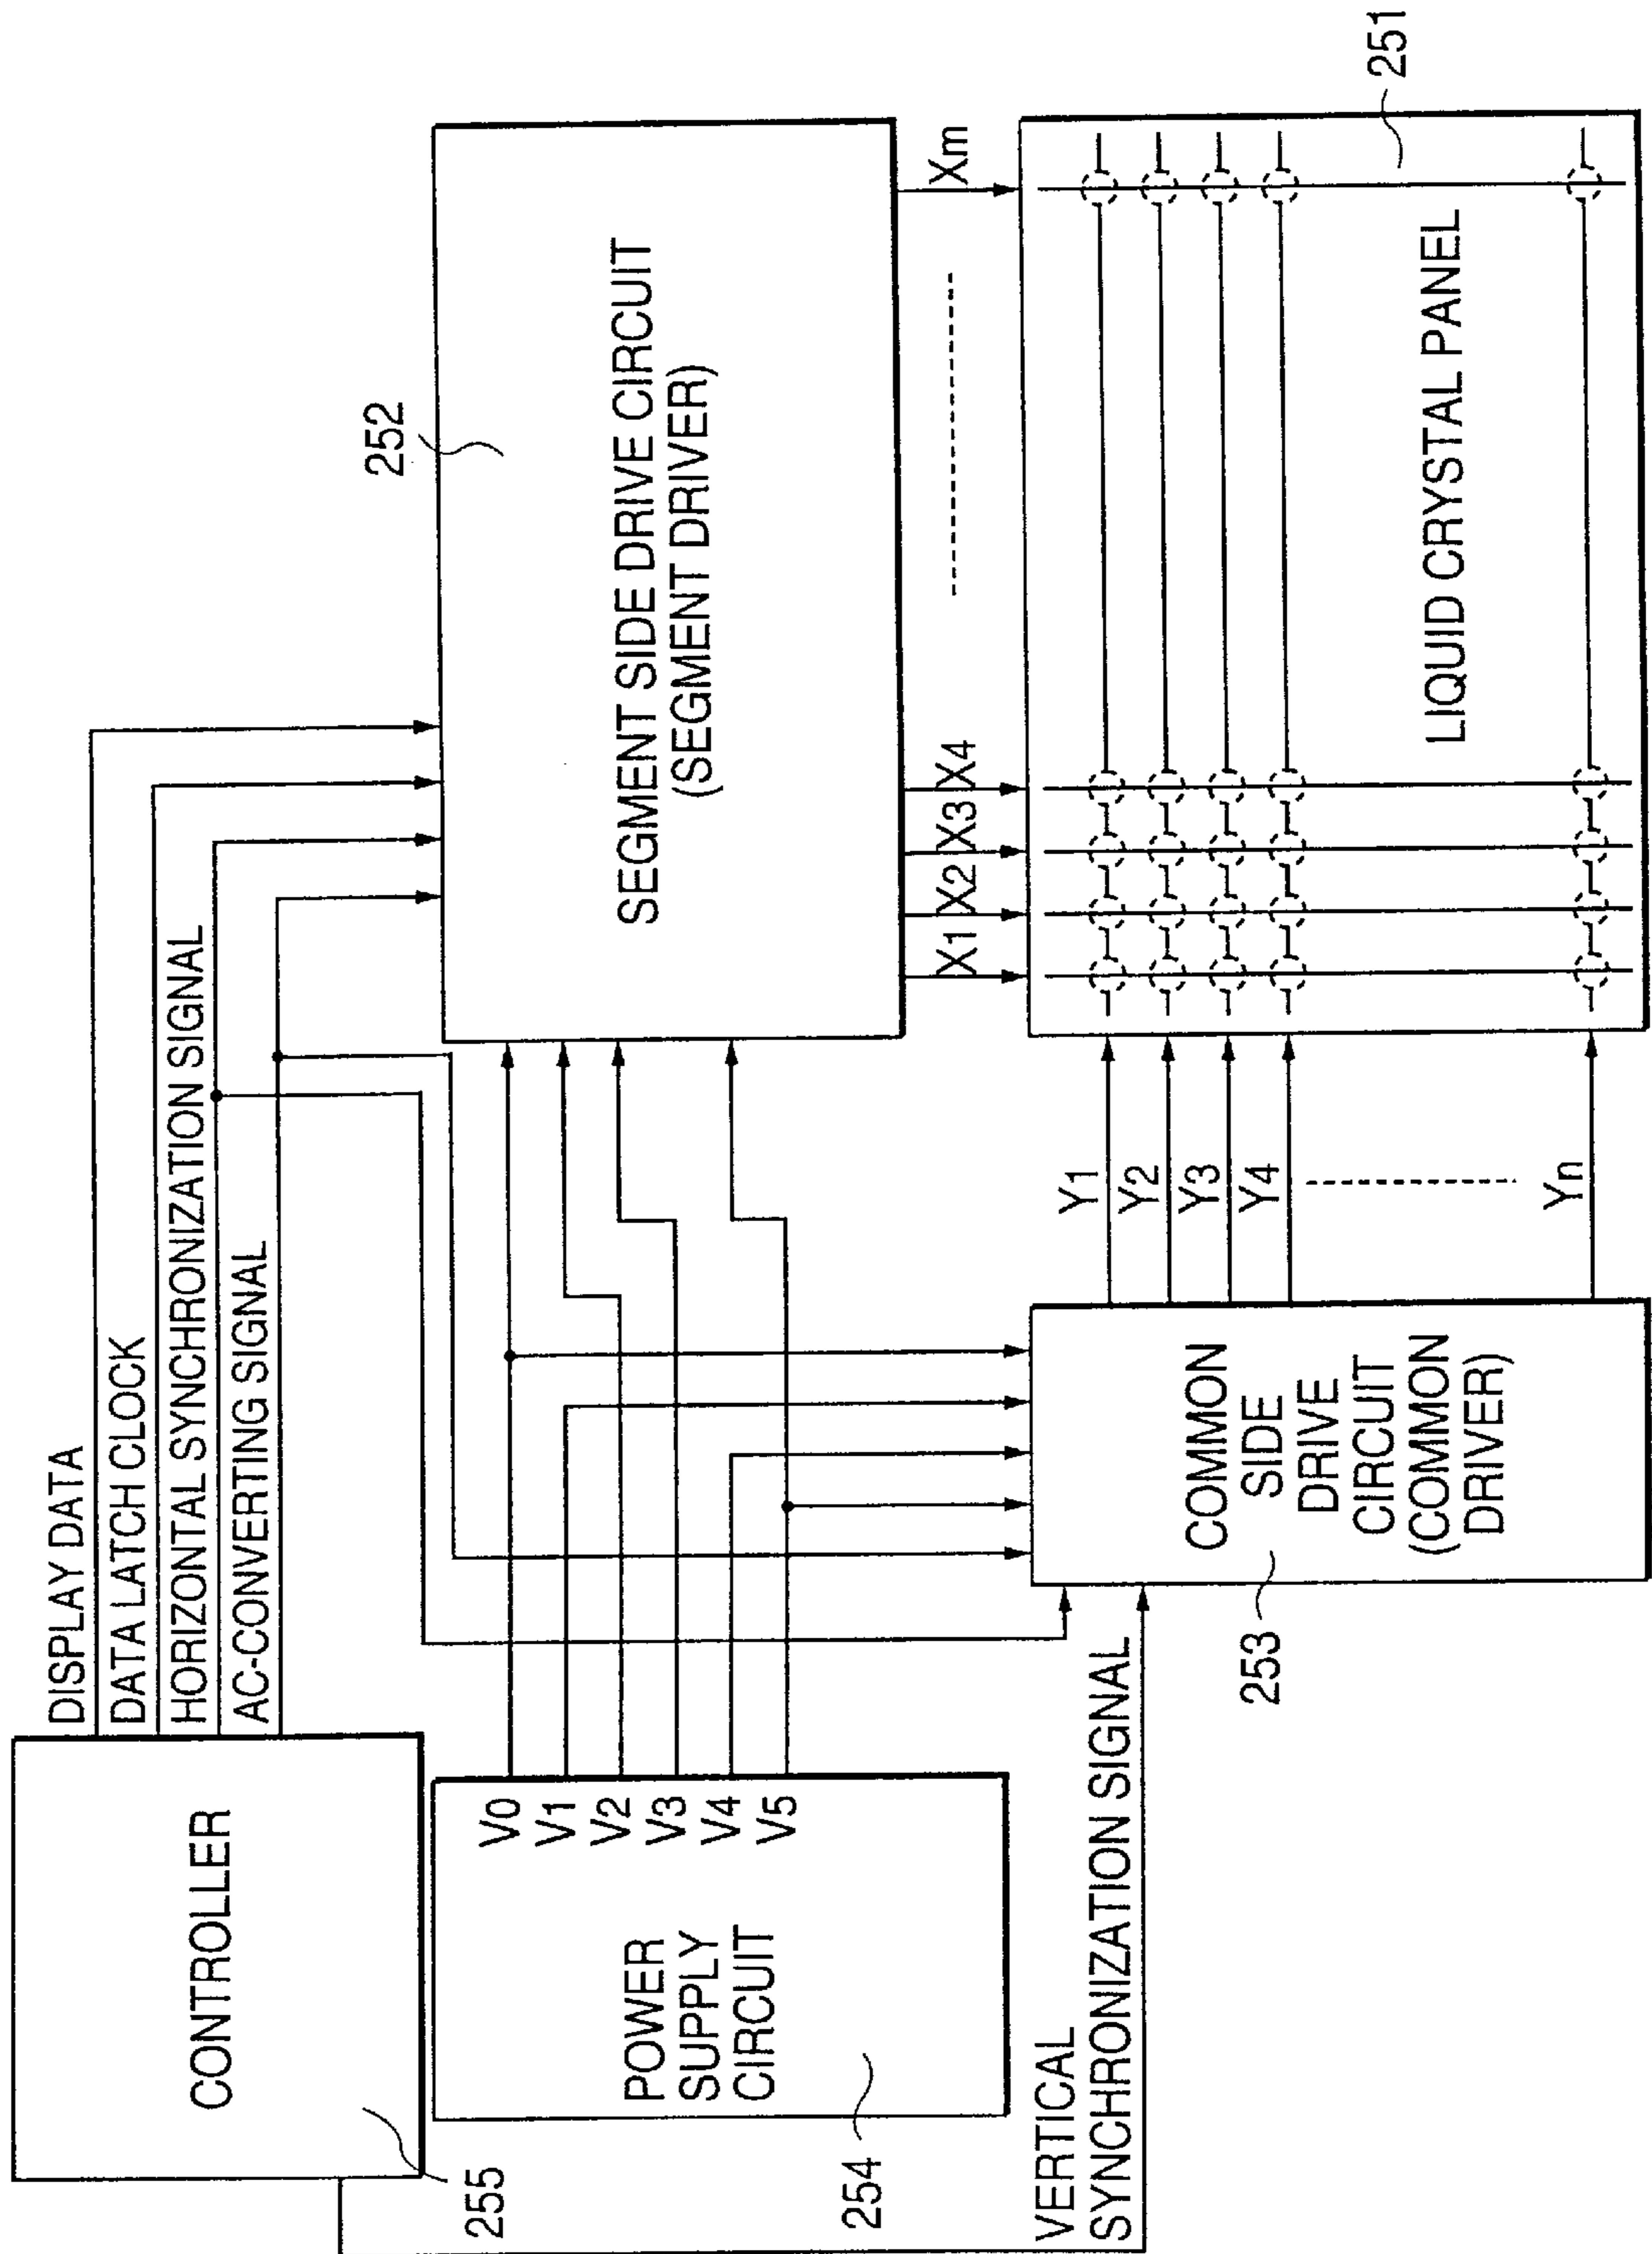 DISPLAY DATA
DATA LATCH CLOCK
HORIZONTAL SYNCHRONIZATION SIGNAL
AC-CONVERTING SIGNAL
CONTROLLER
255
252
SEGMENT SIDE DRIVE CIRCUIT
(SEGMENT DRIVER)
V0
V1
V2
V3
V4
V5
POWER
SUPPLY
CIRCUIT
254
X1
X2
X3
X4
Xm
VERTICAL
SYNCHRONIZATION SIGNAL
253
COMMON
SIDE
DRIVE
CIRCUIT
(COMMON
DRIVER)
Y1
Y2
Y3
Y4
Yn
LIQUID CRYSTAL PANEL
251